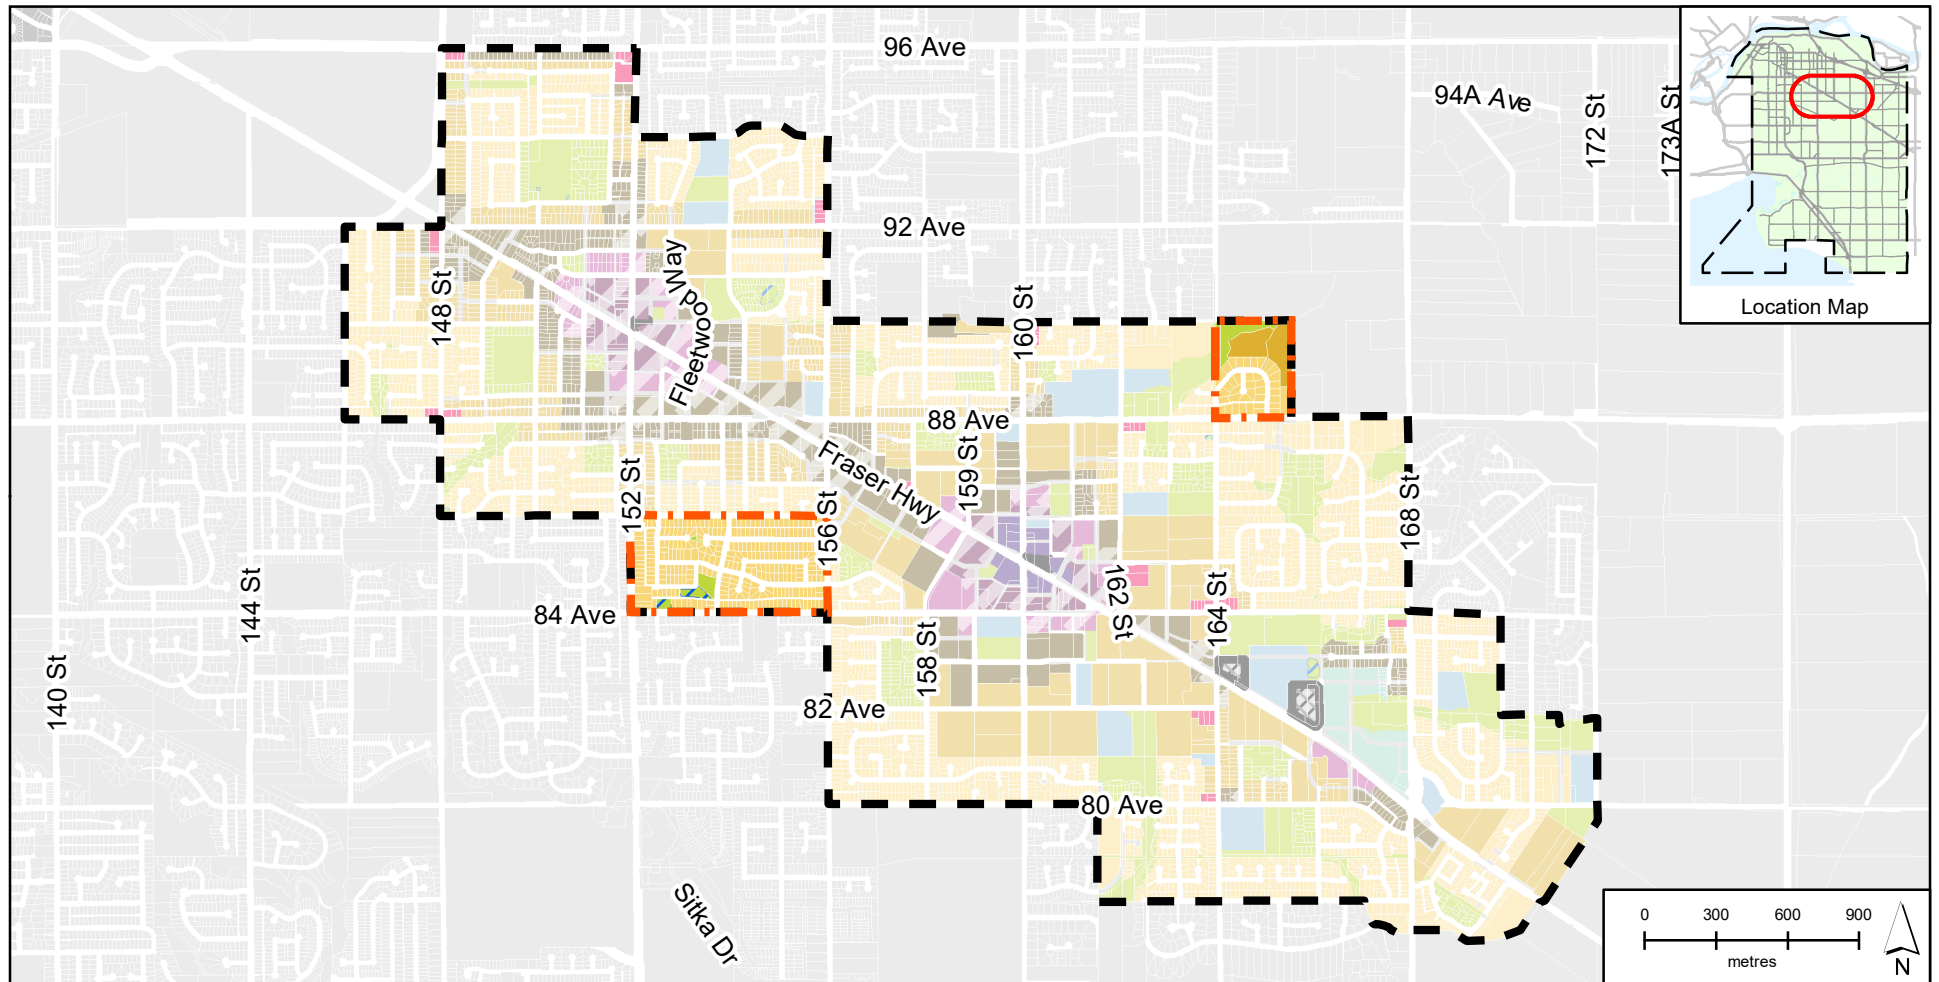 96 Ave
94A Ave
172 St
173A St
Location Map
92 Ave
148 St
Fleetwood Way
160 St
88 Ave
Fraser Hwy
159 St
152 St
156 St
168 St
144 St
84 Ave
162 St
164 St
140 St
158 St
82 Ave
80 Ave
Sitka Dr
0 300 600 900
metres
N